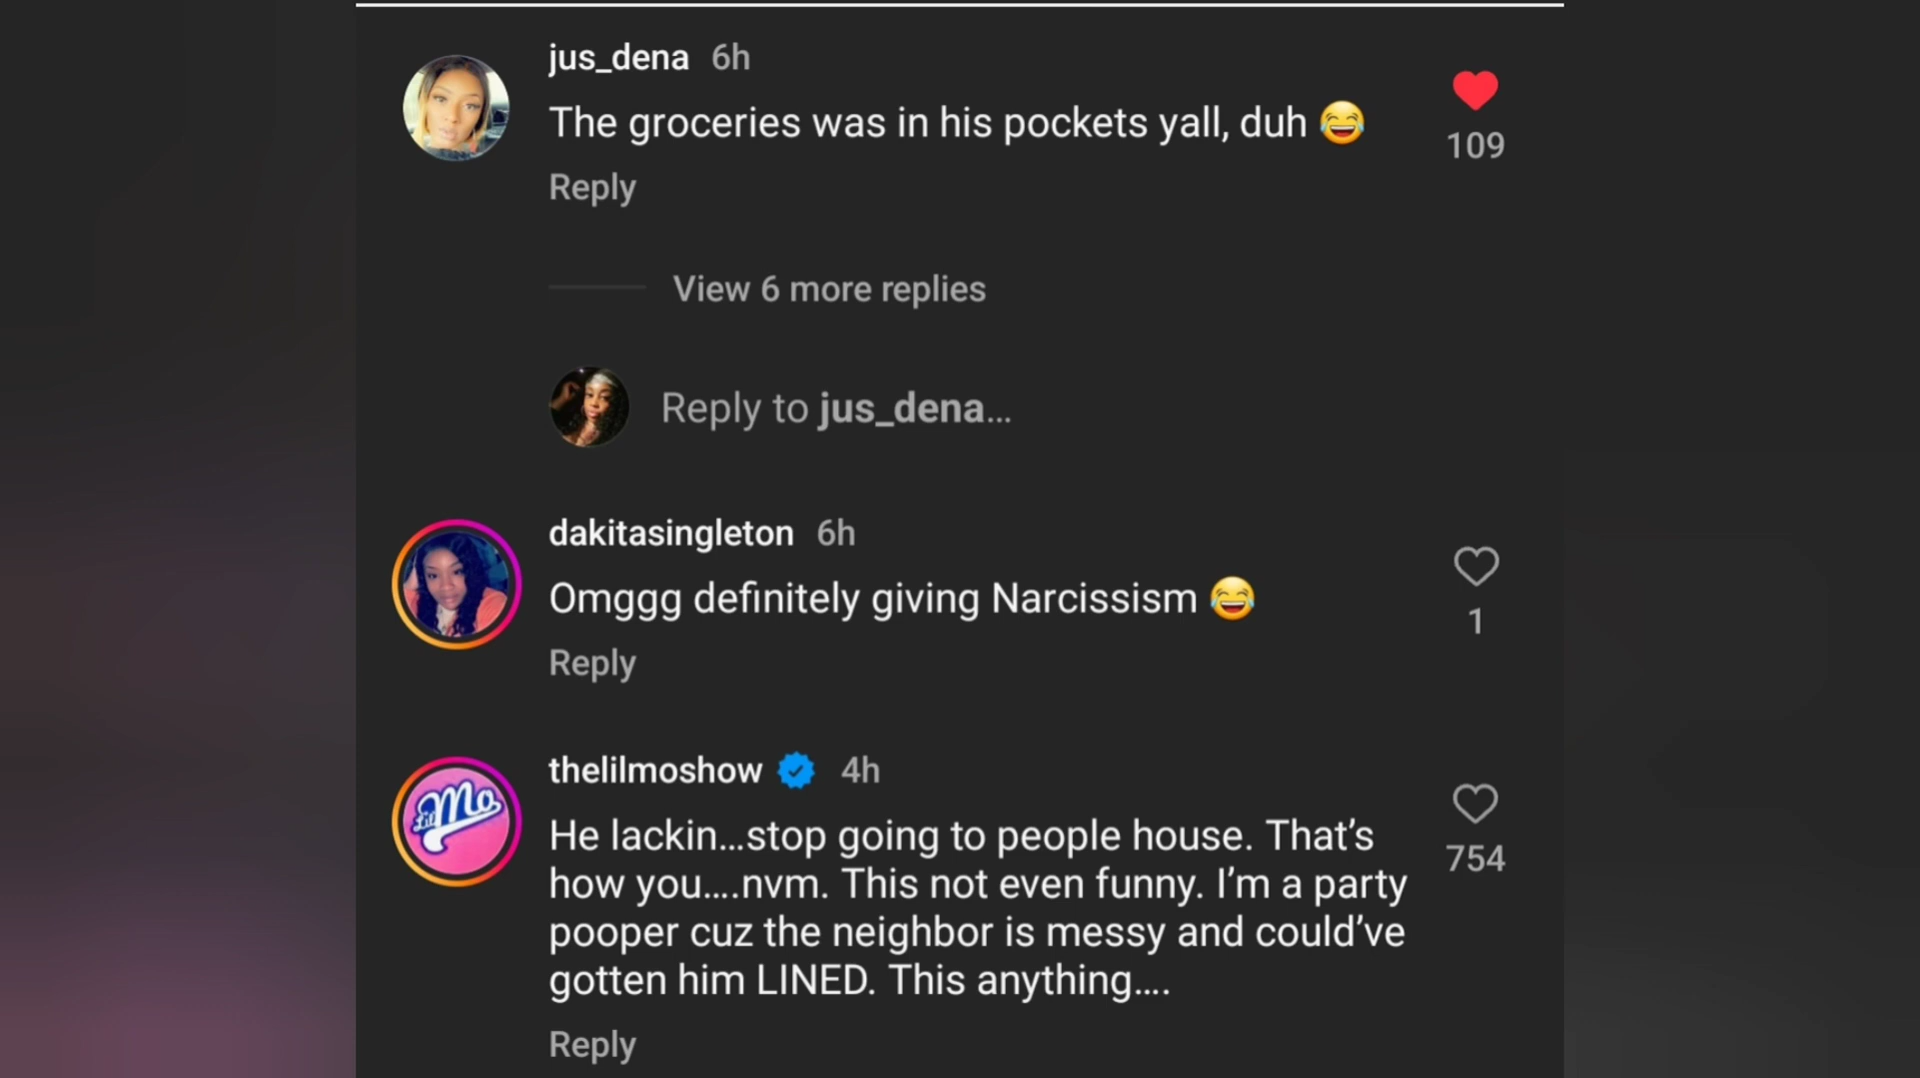 jus_dena 6h
The groceries was in his pockets yall, duh 😂
109
Reply
View 6 more replies
Reply to jus_dena...
dakitasingleton 6h
Omggg definitely giving Narcissism 😂
1
Reply
Lil Mo
thelilmoshow 4h
He lackin...stop going to people house. That's
how you....nvm. This not even funny. I'm a party
pooper cuz the neighbor is messy and could've
gotten him LINED. This anything....
754
Reply